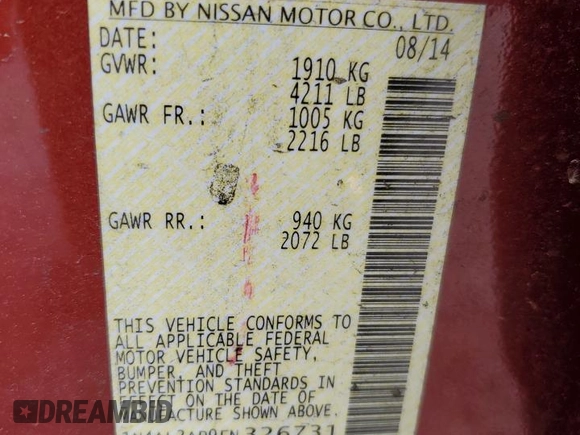 MFD BY NISSAN MOTOR CO., LTD.
DATE: 08/14
GVWR: 1910 KG
4211 LB
GAWR FR.: 1005 KG
2216 LB
GAWR RR.: 940 KG
2072 LB
THIS VEHICLE CONFORMS TO
ALL APPLICABLE FEDERAL
MOTOR VEHICLE SAFETY,
BUMPER, AND THEFT
PREVENTION STANDARDS IN
EFFECT ON THE DATE OF
MANUFACTURE SHOWN ABOVE.
326731
DREAMBID